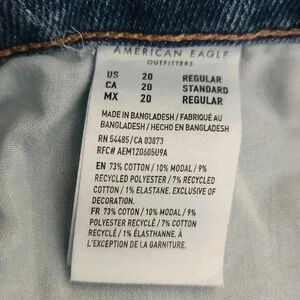 AMERICAN EAGLE
OUTFITTERS
US 20 REGULAR
CA 20 STANDARD
MX 20 REGULAR
MADE IN BANGLADESH / FABRIQUÉ AU
BANGLADESH / HECHO EN BANGLADESH
RN 54485/CA 03873
RFC# AEM120605U9A
EN 73% COTTON / 10% MODAL / 9%
RECYCLED POLYESTER / 7% RECYCLED
COTTON / 1% ELASTANE. EXCLUSIVE OF
DECORATION.
FR 73% COTON / 10% MODAL / 9%
POLYESTER RECYCLÉ / 7% COTON
RECYCLÉ / 1% ÉLASTHANNE. À
L'EXCEPTION DE LA GARNITURE.